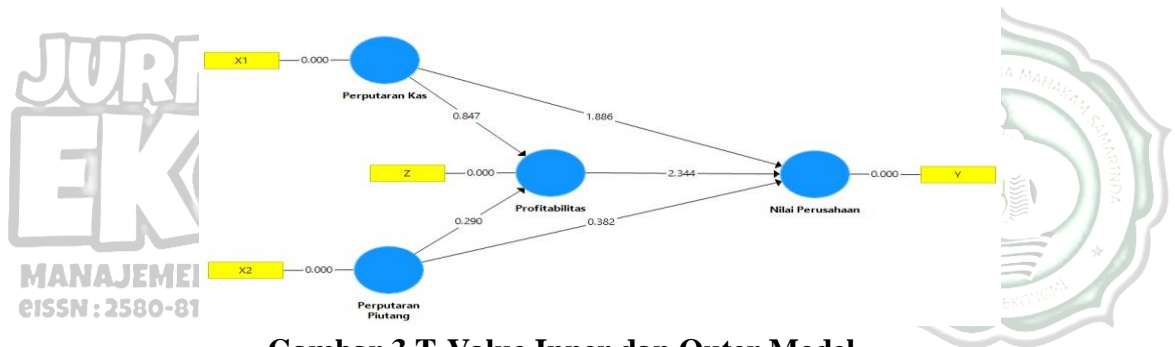 X1
0.000
Perputaran Kas
0.847
1.886
Z
0.000
Profitabilitas
2.344
Nilai Perusahaan
0.000
Y
0.290
0.382
X2
0.000
Perputaran
Piutang
MANAJEME
eISSN : 2580-81
SAMARINDA
Gambar 3 T-Value Inner dan Outer Model